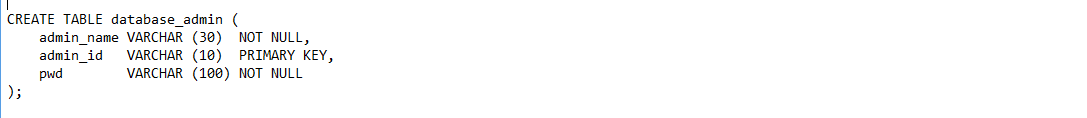 CREATE TABLE database_admin (
    admin_name VARCHAR (30)  NOT NULL,
    admin_id   VARCHAR (10)  PRIMARY KEY,
    pwd        VARCHAR (100) NOT NULL
);